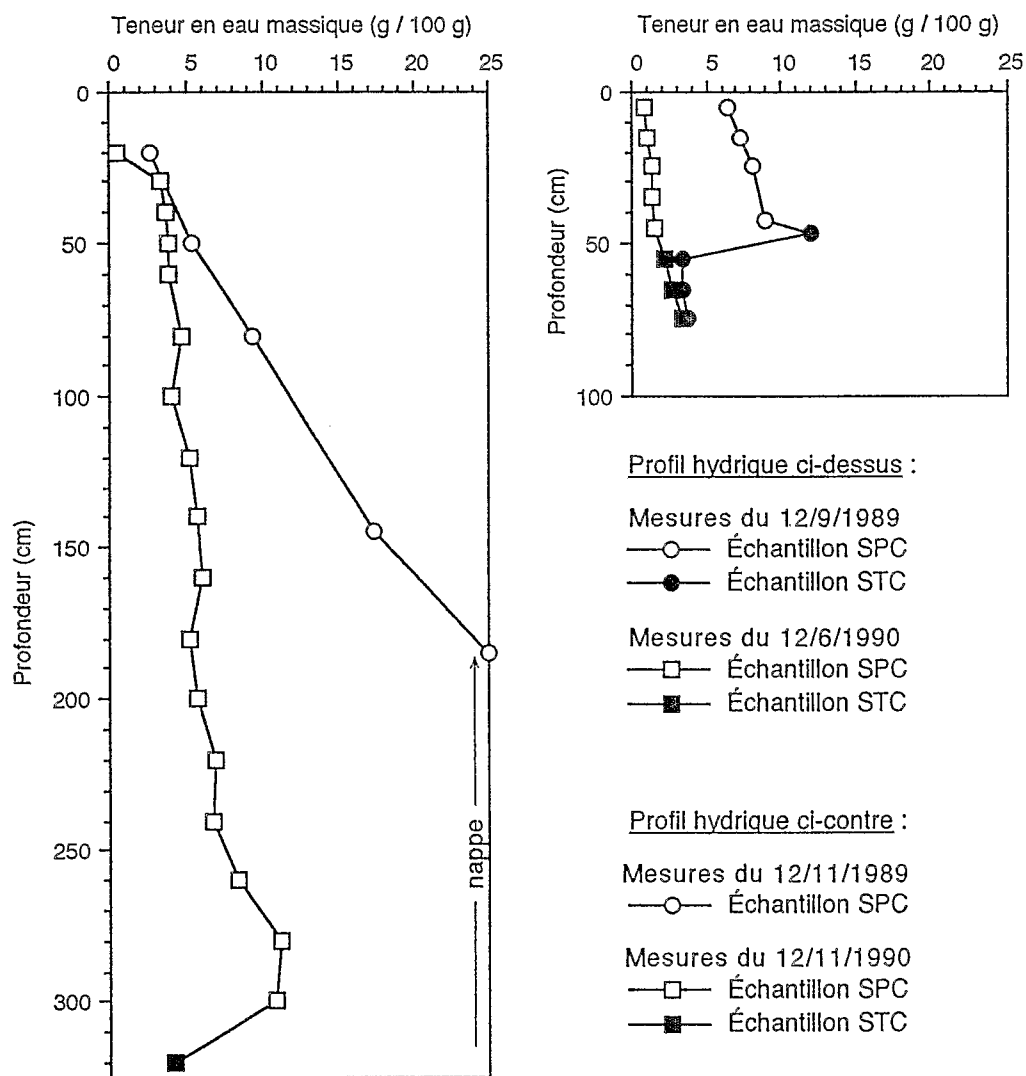 Teneur en eau massique (g / 100 g)
0 5 10 15 20 25
0
50
100
150
200
250
300
Profondeur (cm)
nappe
Teneur en eau massique (g / 100 g)
0 5 10 15 20 25
0
50
100
Profondeur (cm)
Profil hydrique ci-dessus :
Mesures du 12/9/1989
Échantillon SPC
Échantillon STC
Mesures du 12/6/1990
Échantillon SPC
Échantillon STC
Profil hydrique ci-contre :
Mesures du 12/11/1989
Échantillon SPC
Mesures du 12/11/1990
Échantillon SPC
Échantillon STC